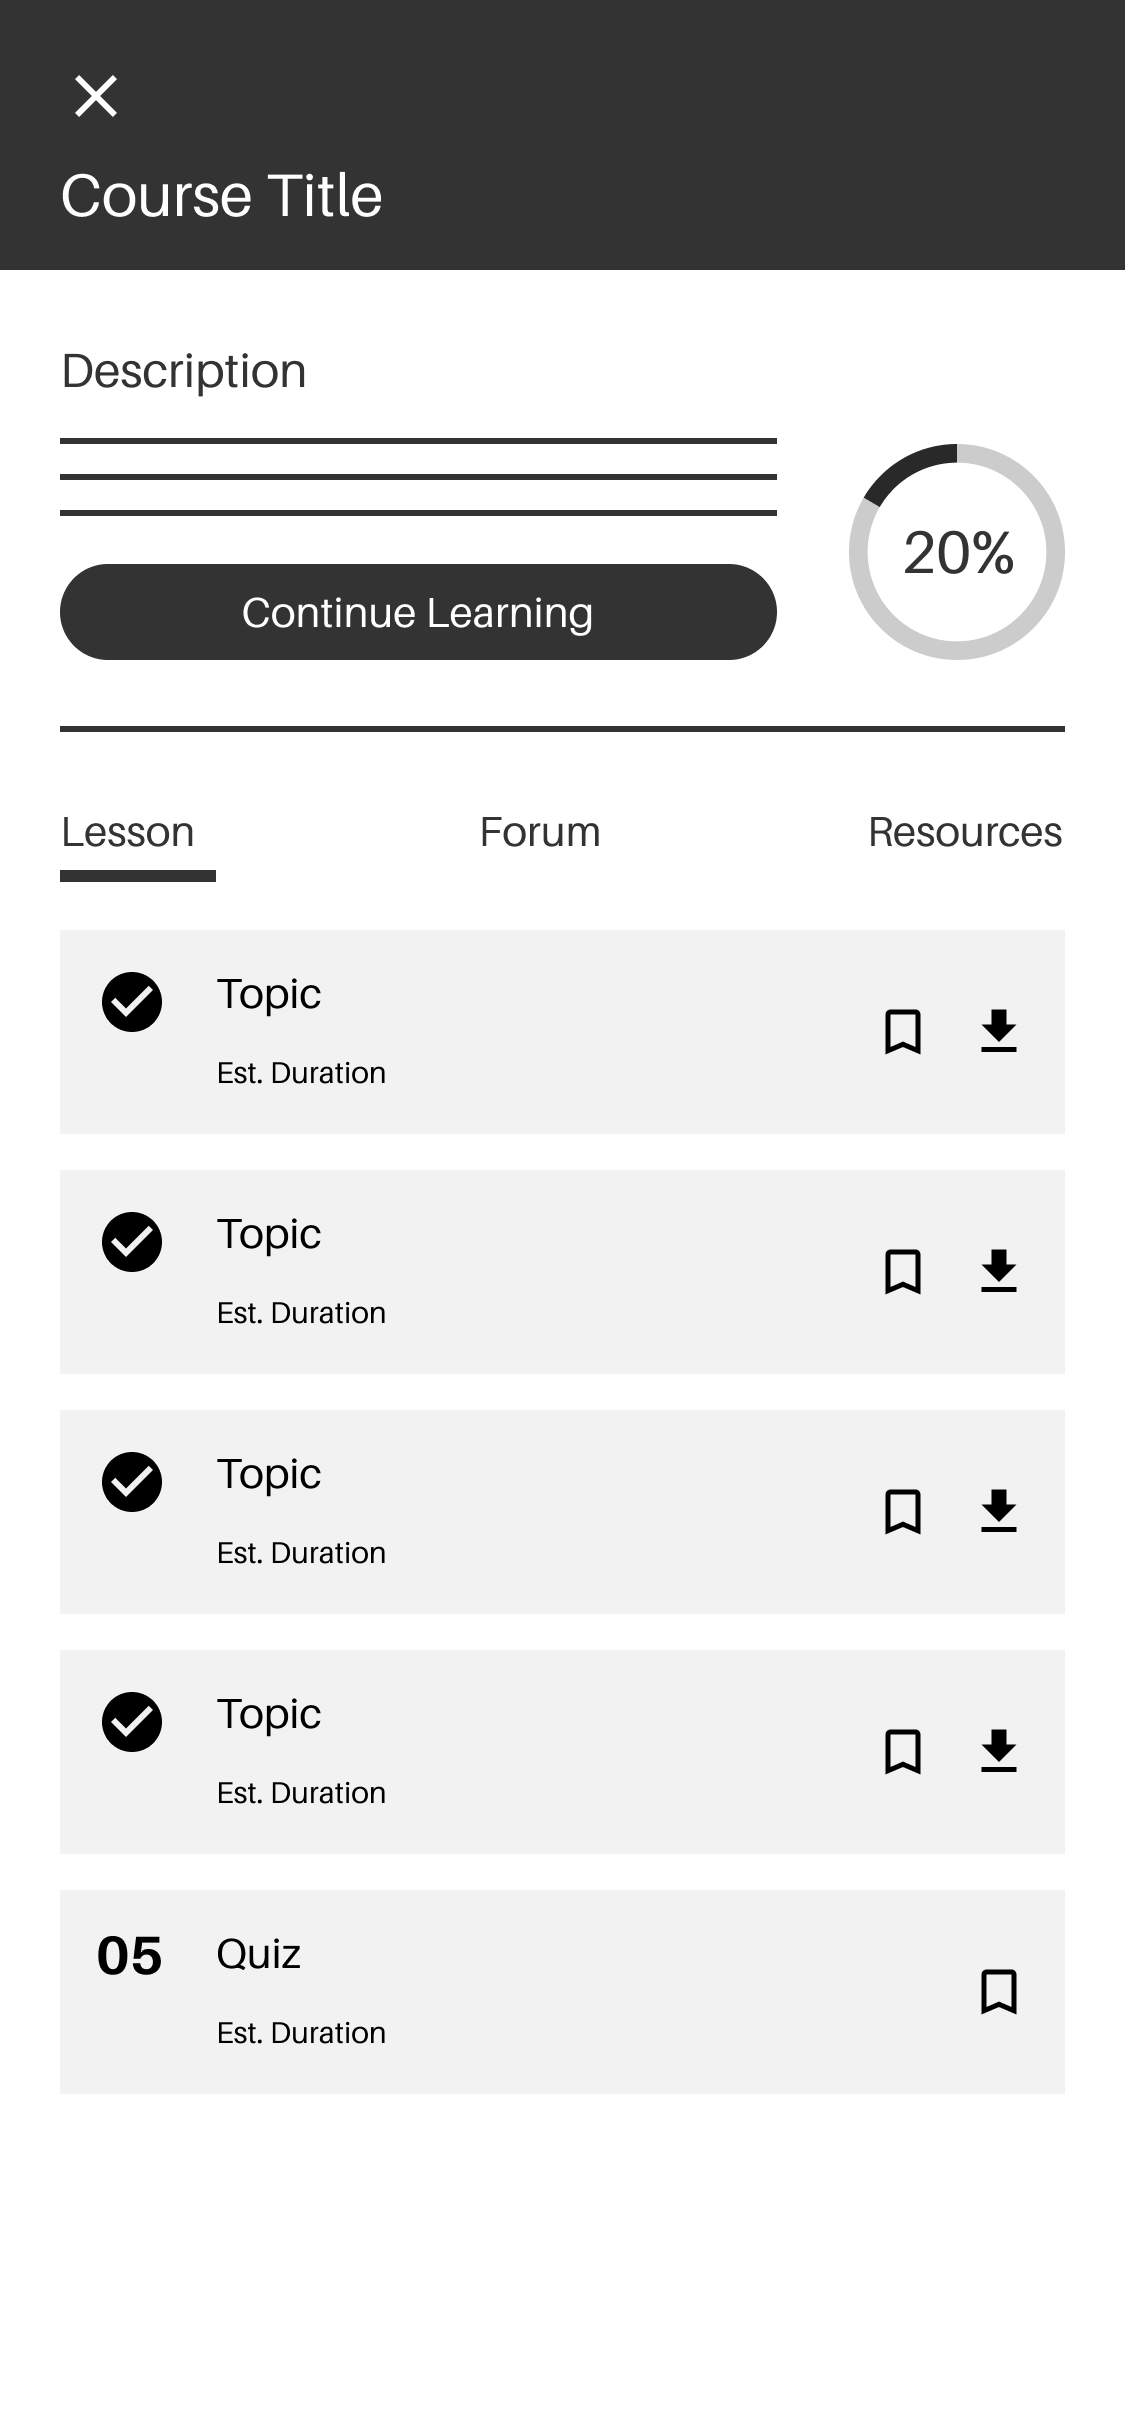 Course Title
Description
20%
Continue Learning
Lesson Forum Resources
Topic
Est. Duration
Topic
Est. Duration
Topic
Est. Duration
Topic
Est. Duration
05 Quiz
Est. Duration